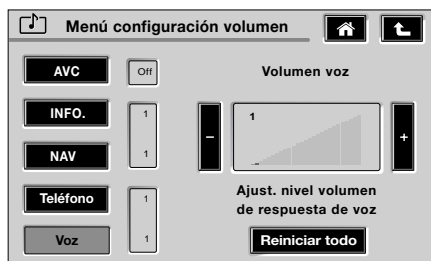 Menú configuración volumen
AVC
Off
Volumen voz
INFO.
1
1
–
+
NAV
1
Teléfono
1
Ajust. nivel volumen
de respuesta de voz
Voz
1
Reiniciar todo